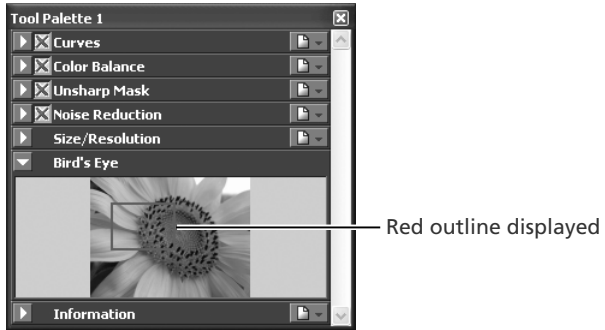 Tool Palette 1
Curves
Color Balance
Unsharp Mask
Noise Reduction
Size/Resolution
Bird's Eye
Red outline displayed
Information